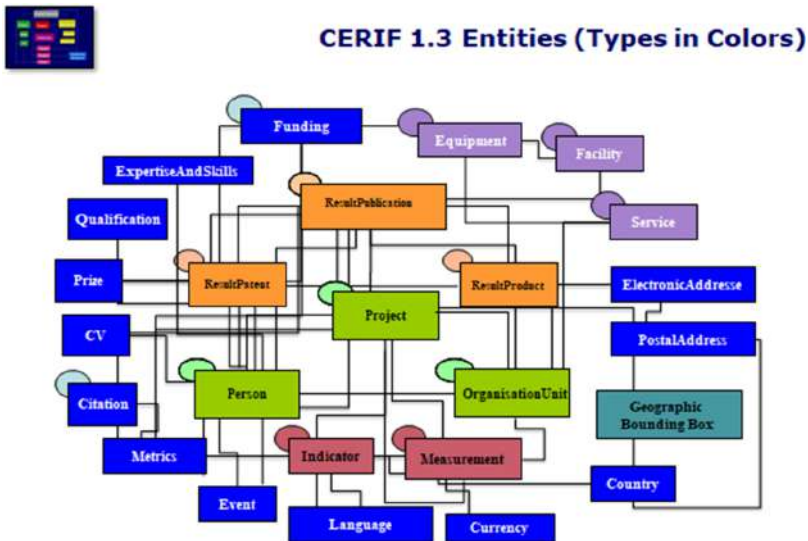 CERIF 1.3 Entities (Types in Colors)
Funding
Equipment
Facility
ExpertiseAndSkills
ResultPublication
Qualification
Service
Prize
ResultPatent
ResultProduct
ElectronicAddresse
Project
CV
PostalAddress
Person
OrganisationUnit
Citation
Geographic
Bounding Box
Metrics
Indicator
Measurement
Country
Event
Language
Currency